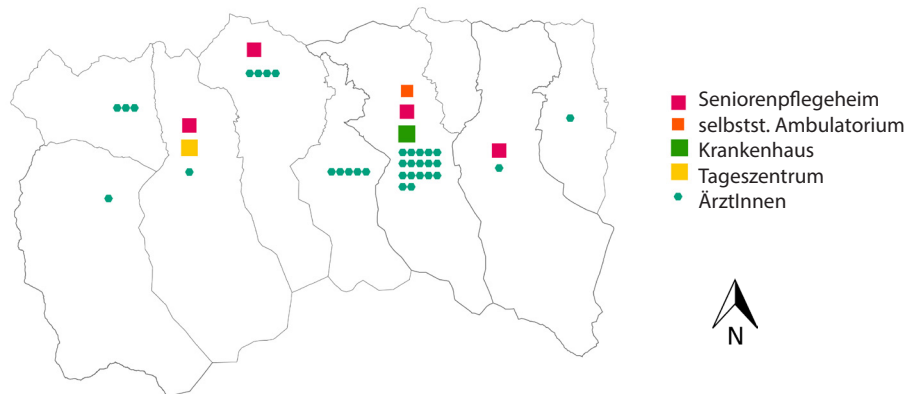 Seniorenpflegeheim
selbstst. Ambulatorium
Krankenhaus
Tageszentrum
ÄrztInnen
N